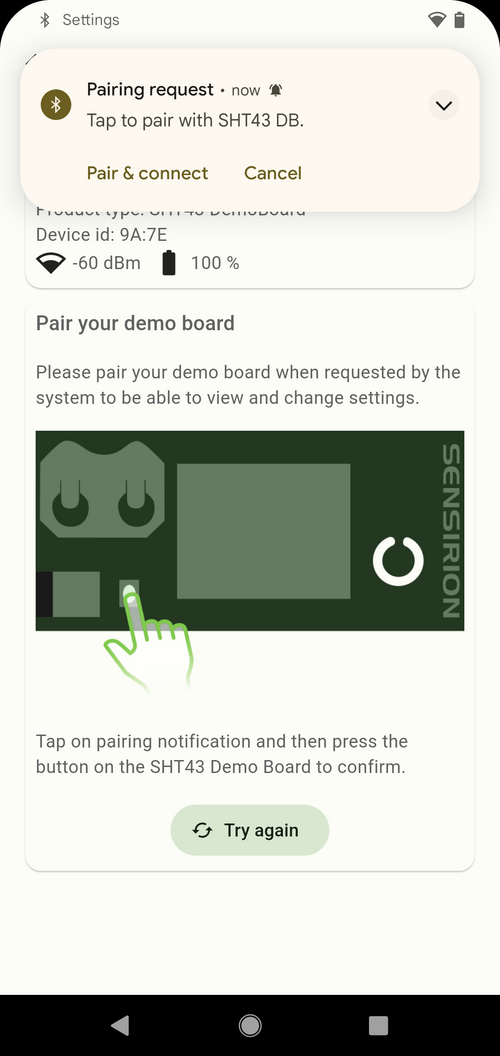 Settings
Pairing request • now
Tap to pair with SHT43 DB.
Pair & connect Cancel
Product type: SHT43 DemoBoard
Device id: 9A:7E
-60 dBm 100 %
Pair your demo board
Please pair your demo board when requested by the
system to be able to view and change settings.
SENSIRION
Tap on pairing notification and then press the
button on the SHT43 Demo Board to confirm.
Try again